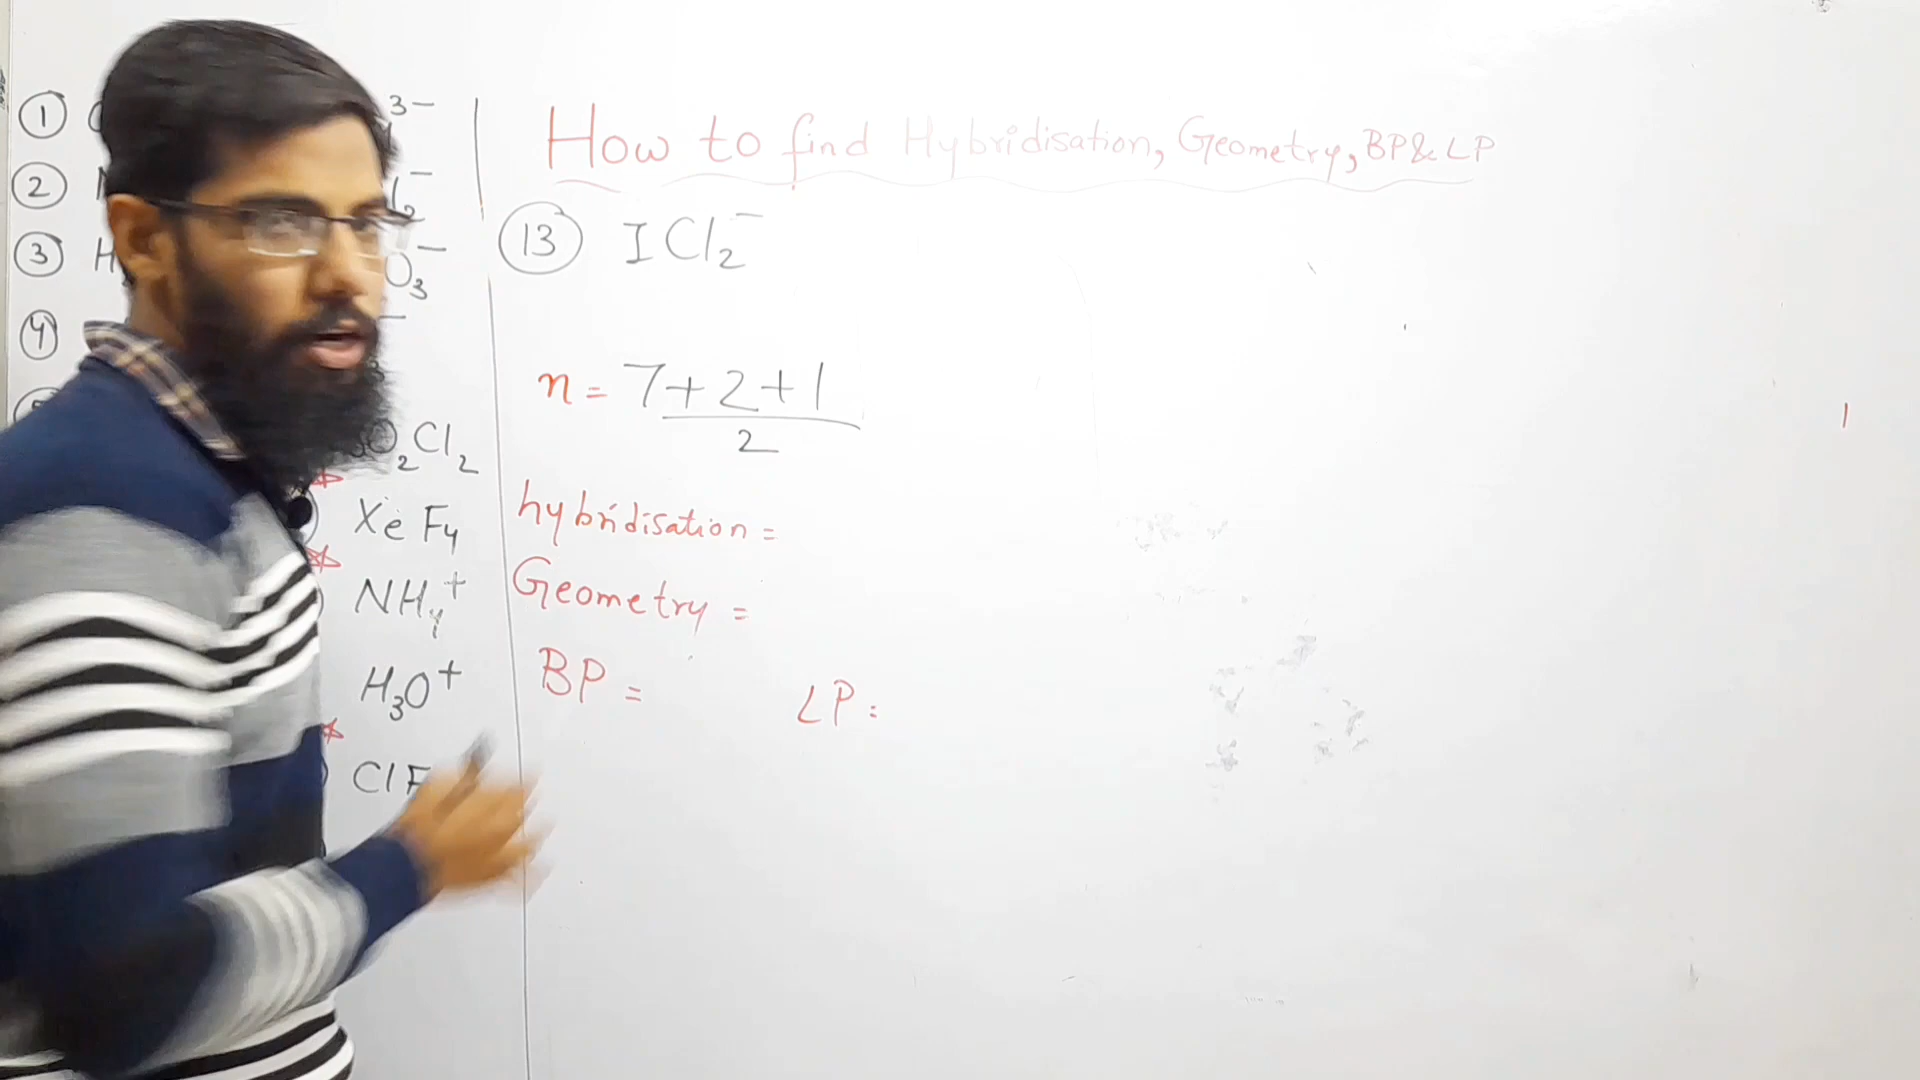 ①
②
③ H
④
3−
−
2
−
O₃
−
O₂Cl₂
XeF₄
NH₄⁺
H₃O⁺
ClF
How to find Hybridisation, Geometry, BP & LP
⑬ ICl₂⁻
n = 7+2+1
2
hybridisation =
Geometry =
BP = LP =